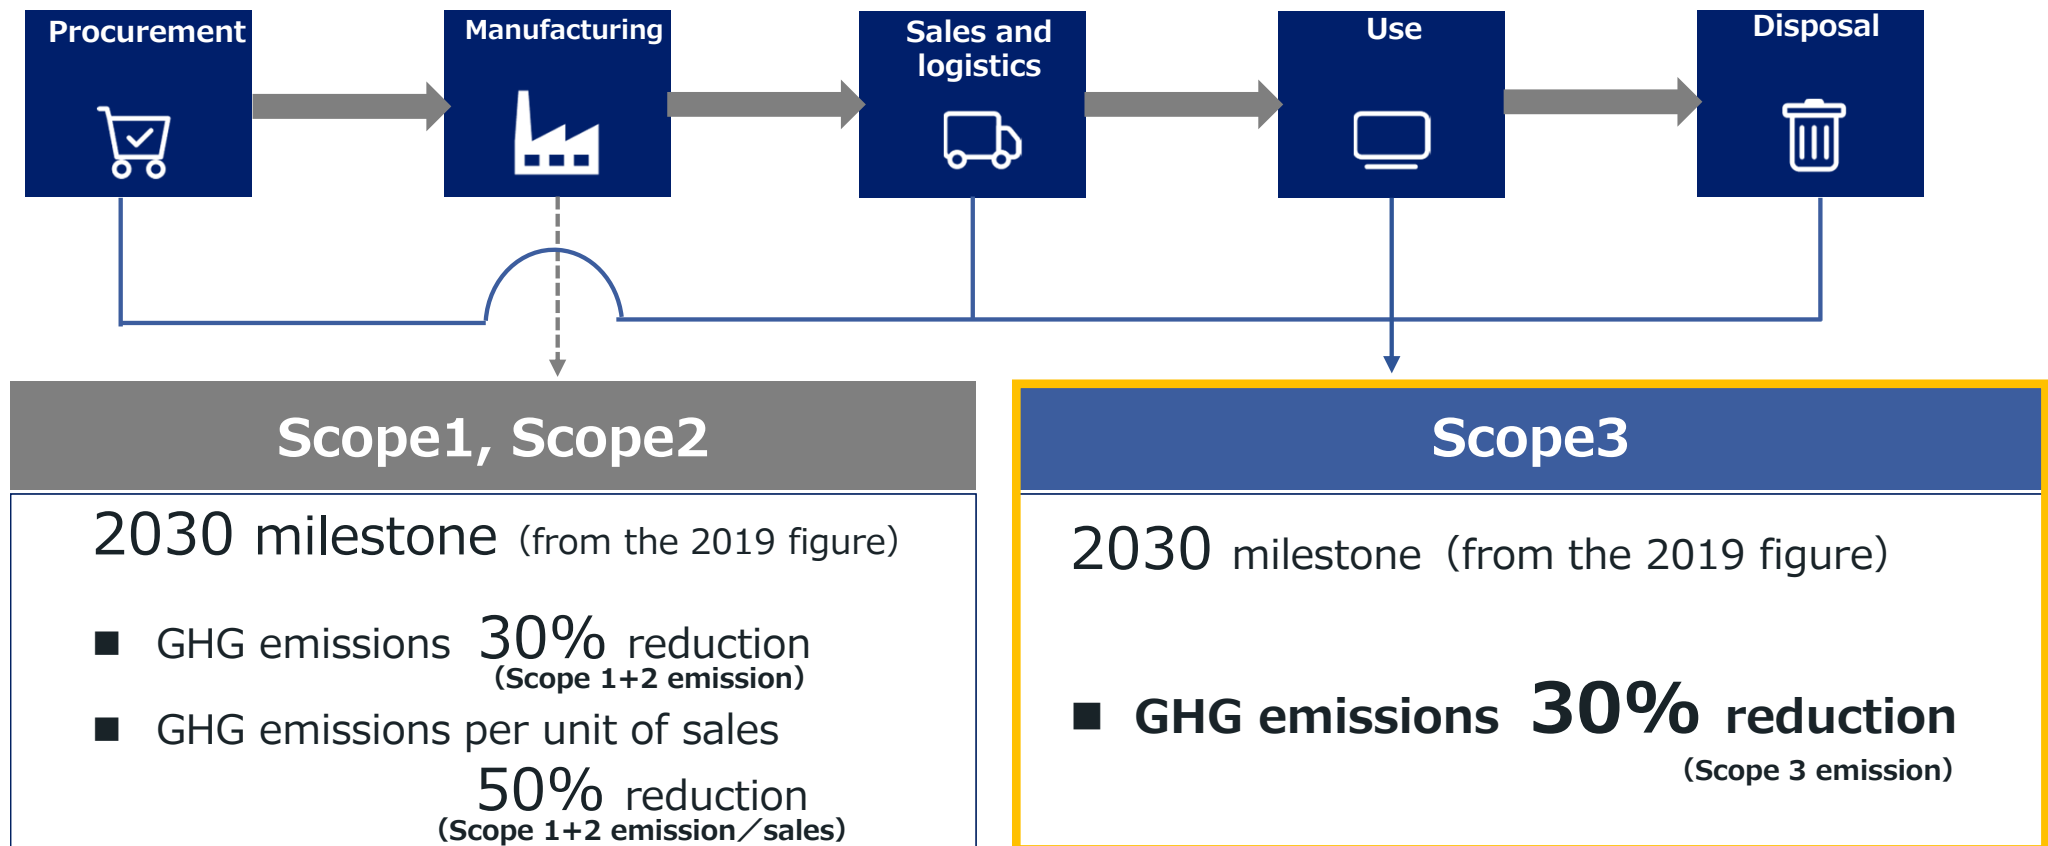 Procurement
Manufacturing
Sales and
logistics
Use
Disposal
Scope1, Scope2
2030 milestone（from the 2019 figure）
■ GHG emissions 30% reduction
（Scope 1+2 emission）
■ GHG emissions per unit of sales
50% reduction
（Scope 1+2 emission／sales）
Scope3
2030 milestone（from the 2019 figure）
■ GHG emissions 30% reduction
（Scope 3 emission）